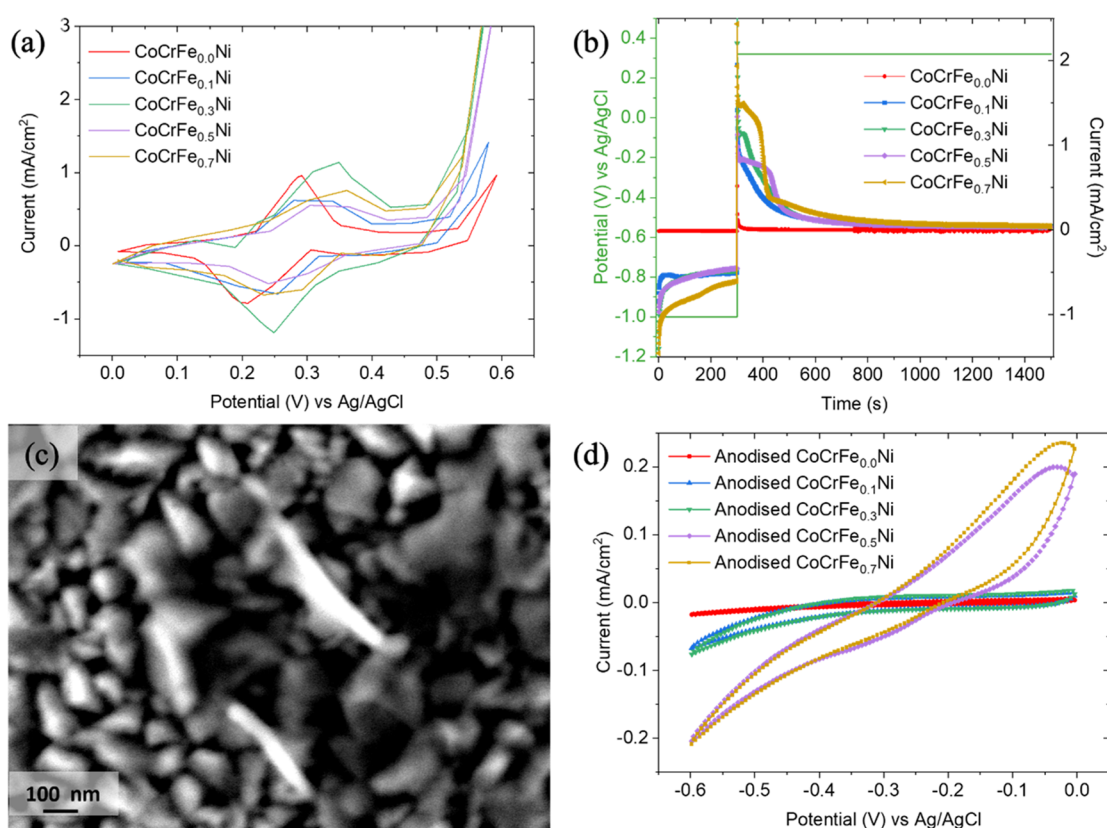 (a)
3
2
1
0
-1
Current (mA/cm²)
CoCrFe₀.₀Ni
CoCrFe₀.₁Ni
CoCrFe₀.₃Ni
CoCrFe₀.₅Ni
CoCrFe₀.₇Ni
0.0 0.1 0.2 0.3 0.4 0.5 0.6
Potential (V) vs Ag/AgCl
(b)
0.4
0.2
0.0
-0.2
-0.4
-0.6
-0.8
-1.0
-1.2
Potential (V) vs Ag/AgCl
CoCrFe₀.₀Ni
CoCrFe₀.₁Ni
CoCrFe₀.₃Ni
CoCrFe₀.₅Ni
CoCrFe₀.₇Ni
2
1
0
-1
Current (mA/cm²)
0 200 400 600 800 1000 1200 1400
Time (s)
(c)
100 nm
(d)
0.2
0.1
0.0
-0.1
-0.2
Current (mA/cm²)
Anodised CoCrFe₀.₀Ni
Anodised CoCrFe₀.₁Ni
Anodised CoCrFe₀.₃Ni
Anodised CoCrFe₀.₅Ni
Anodised CoCrFe₀.₇Ni
-0.6 -0.5 -0.4 -0.3 -0.2 -0.1 0.0
Potential (V) vs Ag/AgCl